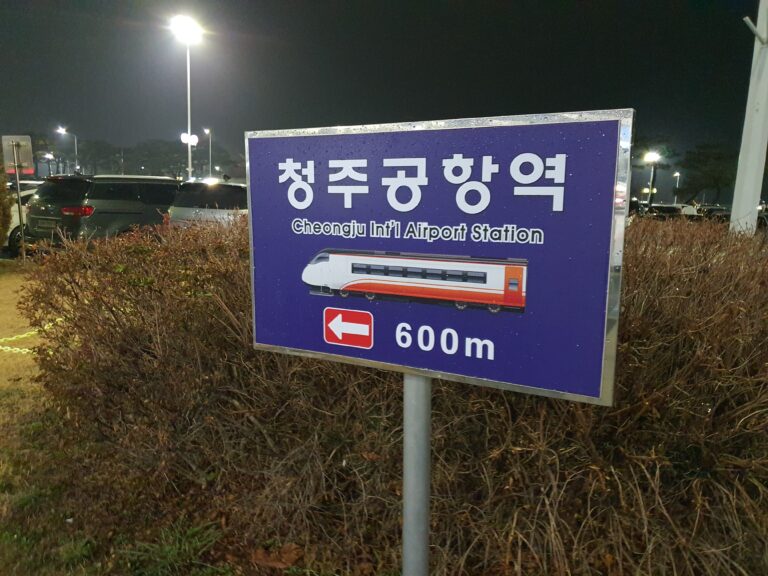 청주공항역
Cheongju Int'l Airport Station
600m